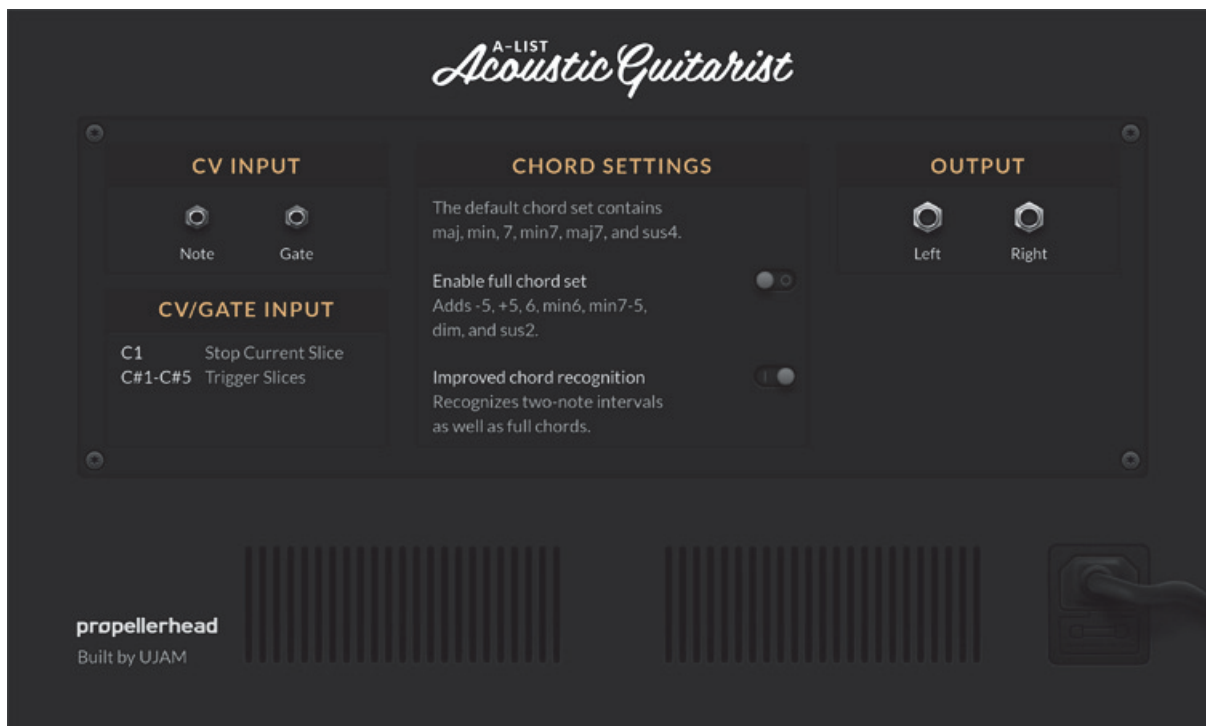 A-LIST
Acoustic Guitarist
CV INPUT
Note Gate
CV/GATE INPUT
C1 Stop Current Slice
C#1-C#5 Trigger Slices
CHORD SETTINGS
The default chord set contains
maj, min, 7, min7, maj7, and sus4.
Enable full chord set
Adds -5, +5, 6, min6, min7-5,
dim, and sus2.
Improved chord recognition
Recognizes two-note intervals
as well as full chords.
OUTPUT
Left Right
propellerhead
Built by UJAM